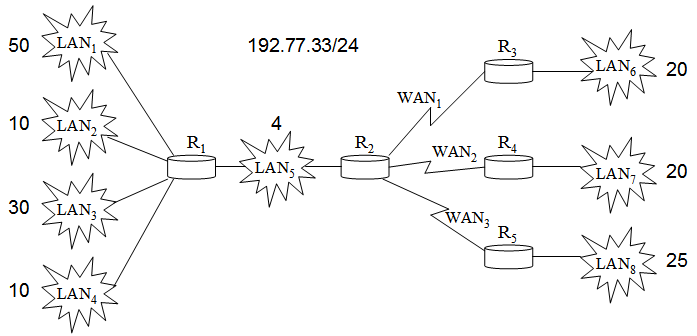 192.77.33/24
50
LAN1
10
LAN2
30
LAN3
10
LAN4
R1
4
LAN5
R2
WAN1
WAN2
WAN3
R3
LAN6
20
R4
LAN7
20
R5
LAN8
25